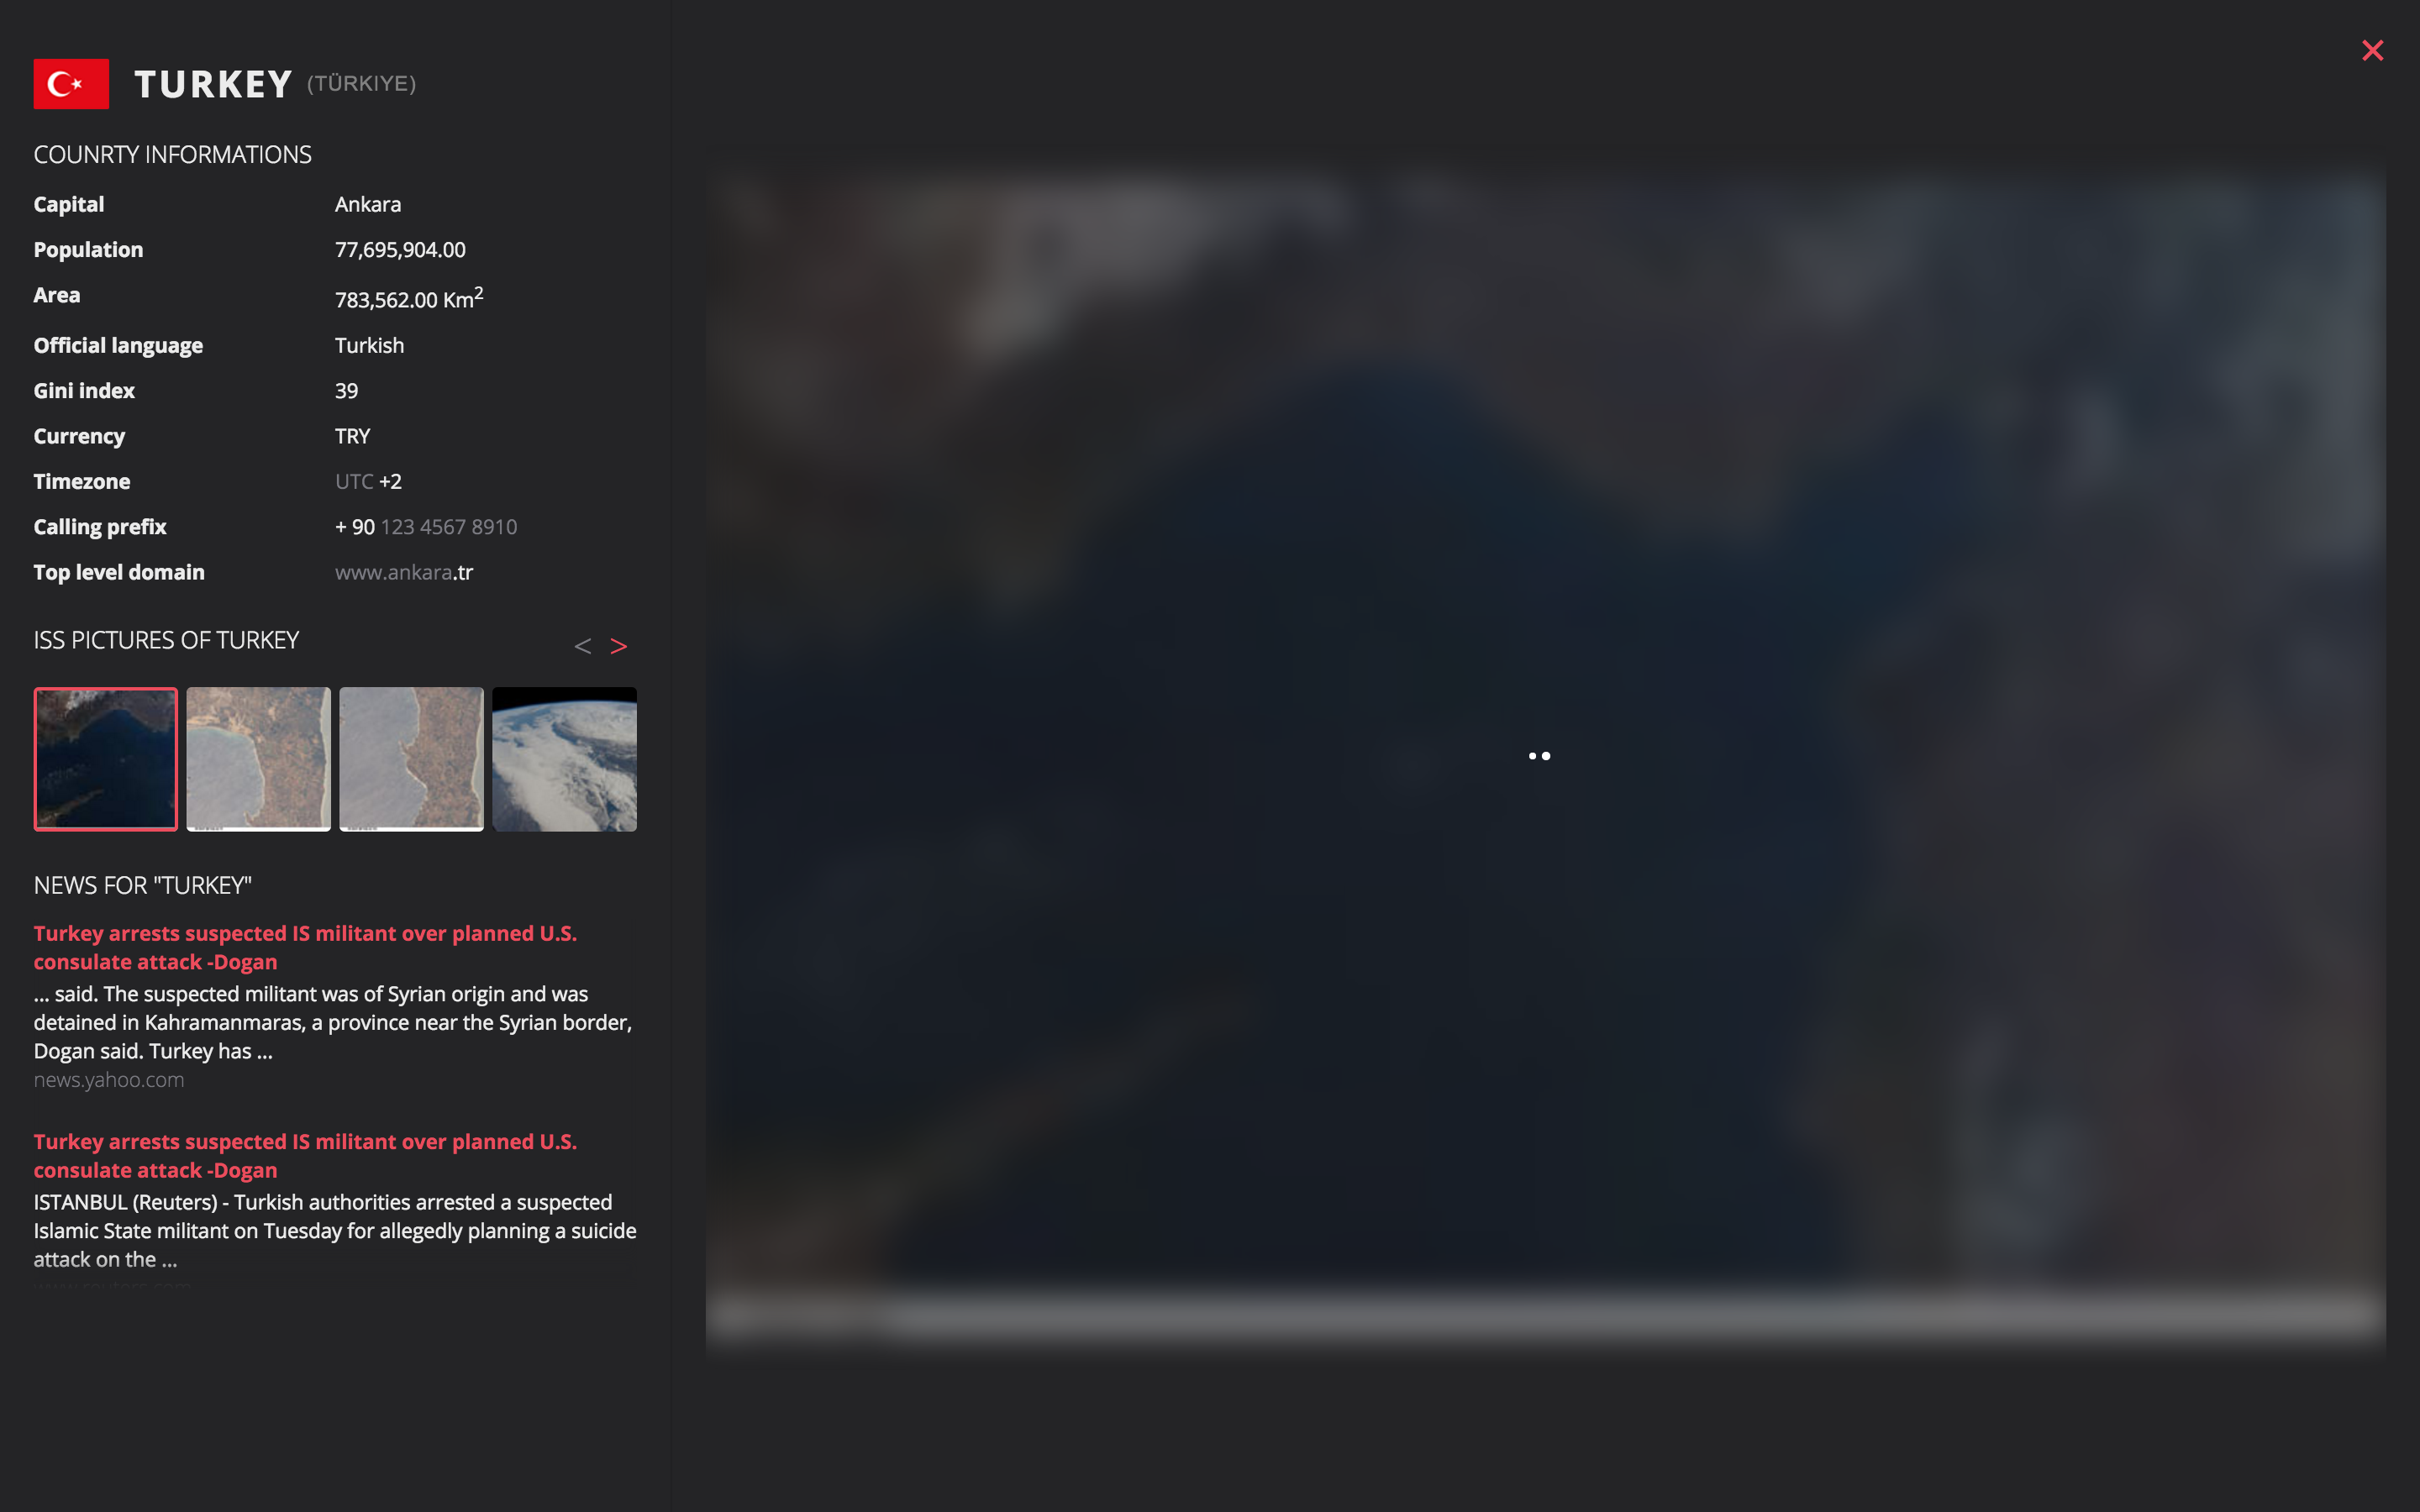 TURKEY (TÜRKIYE)
COUNRTY INFORMATIONS
Capital Ankara
Population 77,695,904.00
Area 783,562.00 Km²
Official language Turkish
Gini index 39
Currency TRY
Timezone UTC +2
Calling prefix + 90 123 4567 8910
Top level domain www.ankara.tr
ISS PICTURES OF TURKEY < >
NEWS FOR "TURKEY"
Turkey arrests suspected IS militant over planned U.S.
consulate attack -Dogan
... said. The suspected militant was of Syrian origin and was
detained in Kahramanmaras, a province near the Syrian border,
Dogan said. Turkey has ...
news.yahoo.com
Turkey arrests suspected IS militant over planned U.S.
consulate attack -Dogan
ISTANBUL (Reuters) - Turkish authorities arrested a suspected
Islamic State militant on Tuesday for allegedly planning a suicide
attack on the ...